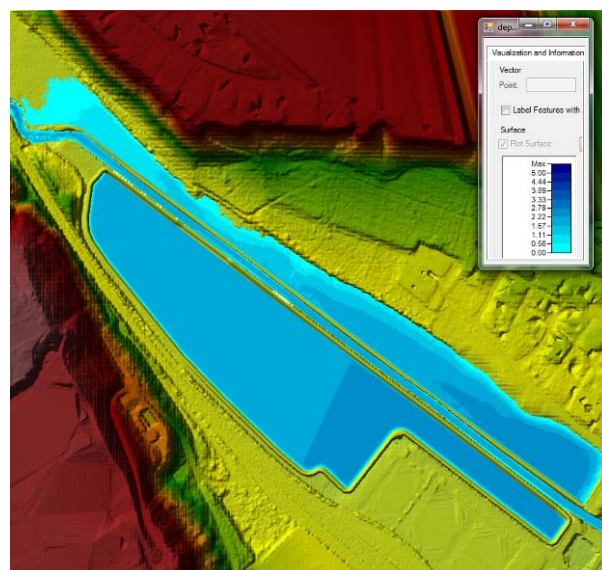 dep...
Visualization and Information
Vector
Point:
Label Features with
Surface
Plot Surface
Max
5.00
4.44
3.89
3.33
2.78
2.22
1.67
1.11
0.56
0.00